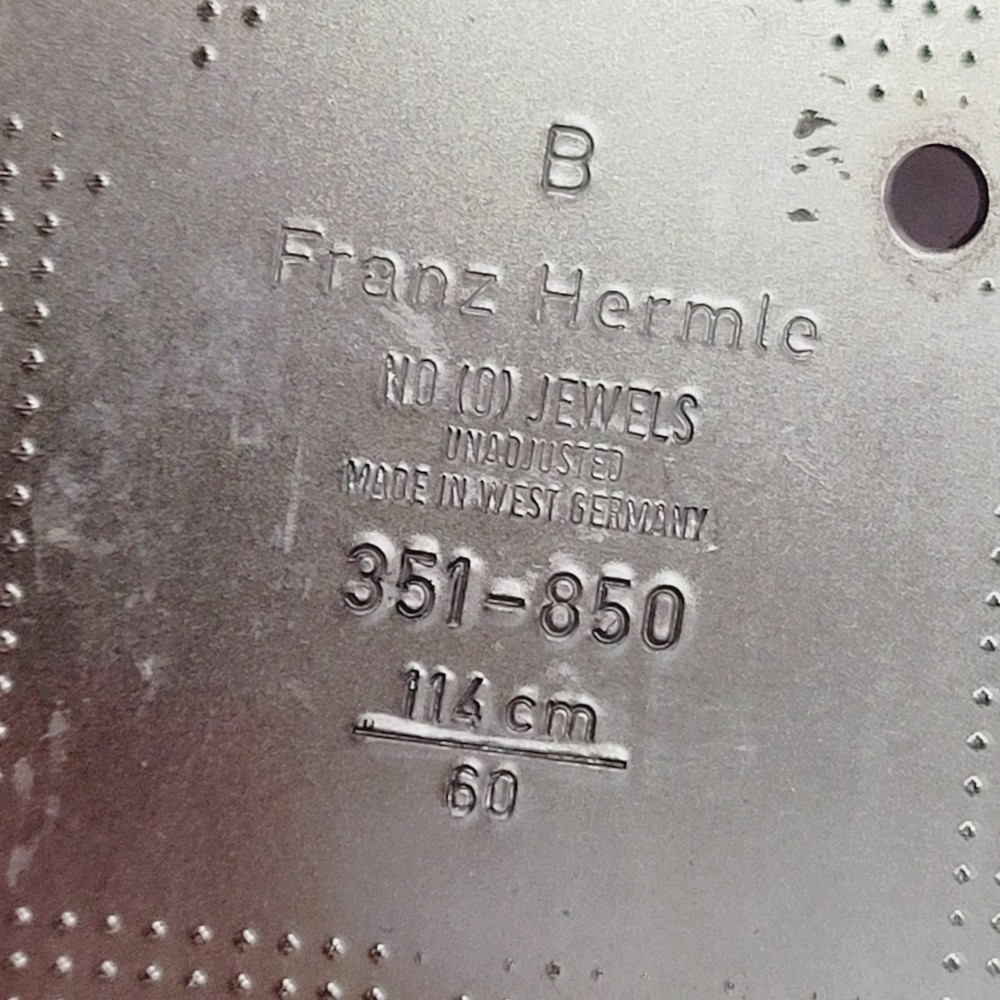 B
Franz Hermle
NO (0) JEWELS
UNADJUSTED
MADE IN WEST GERMANY
351-850
114 cm
60